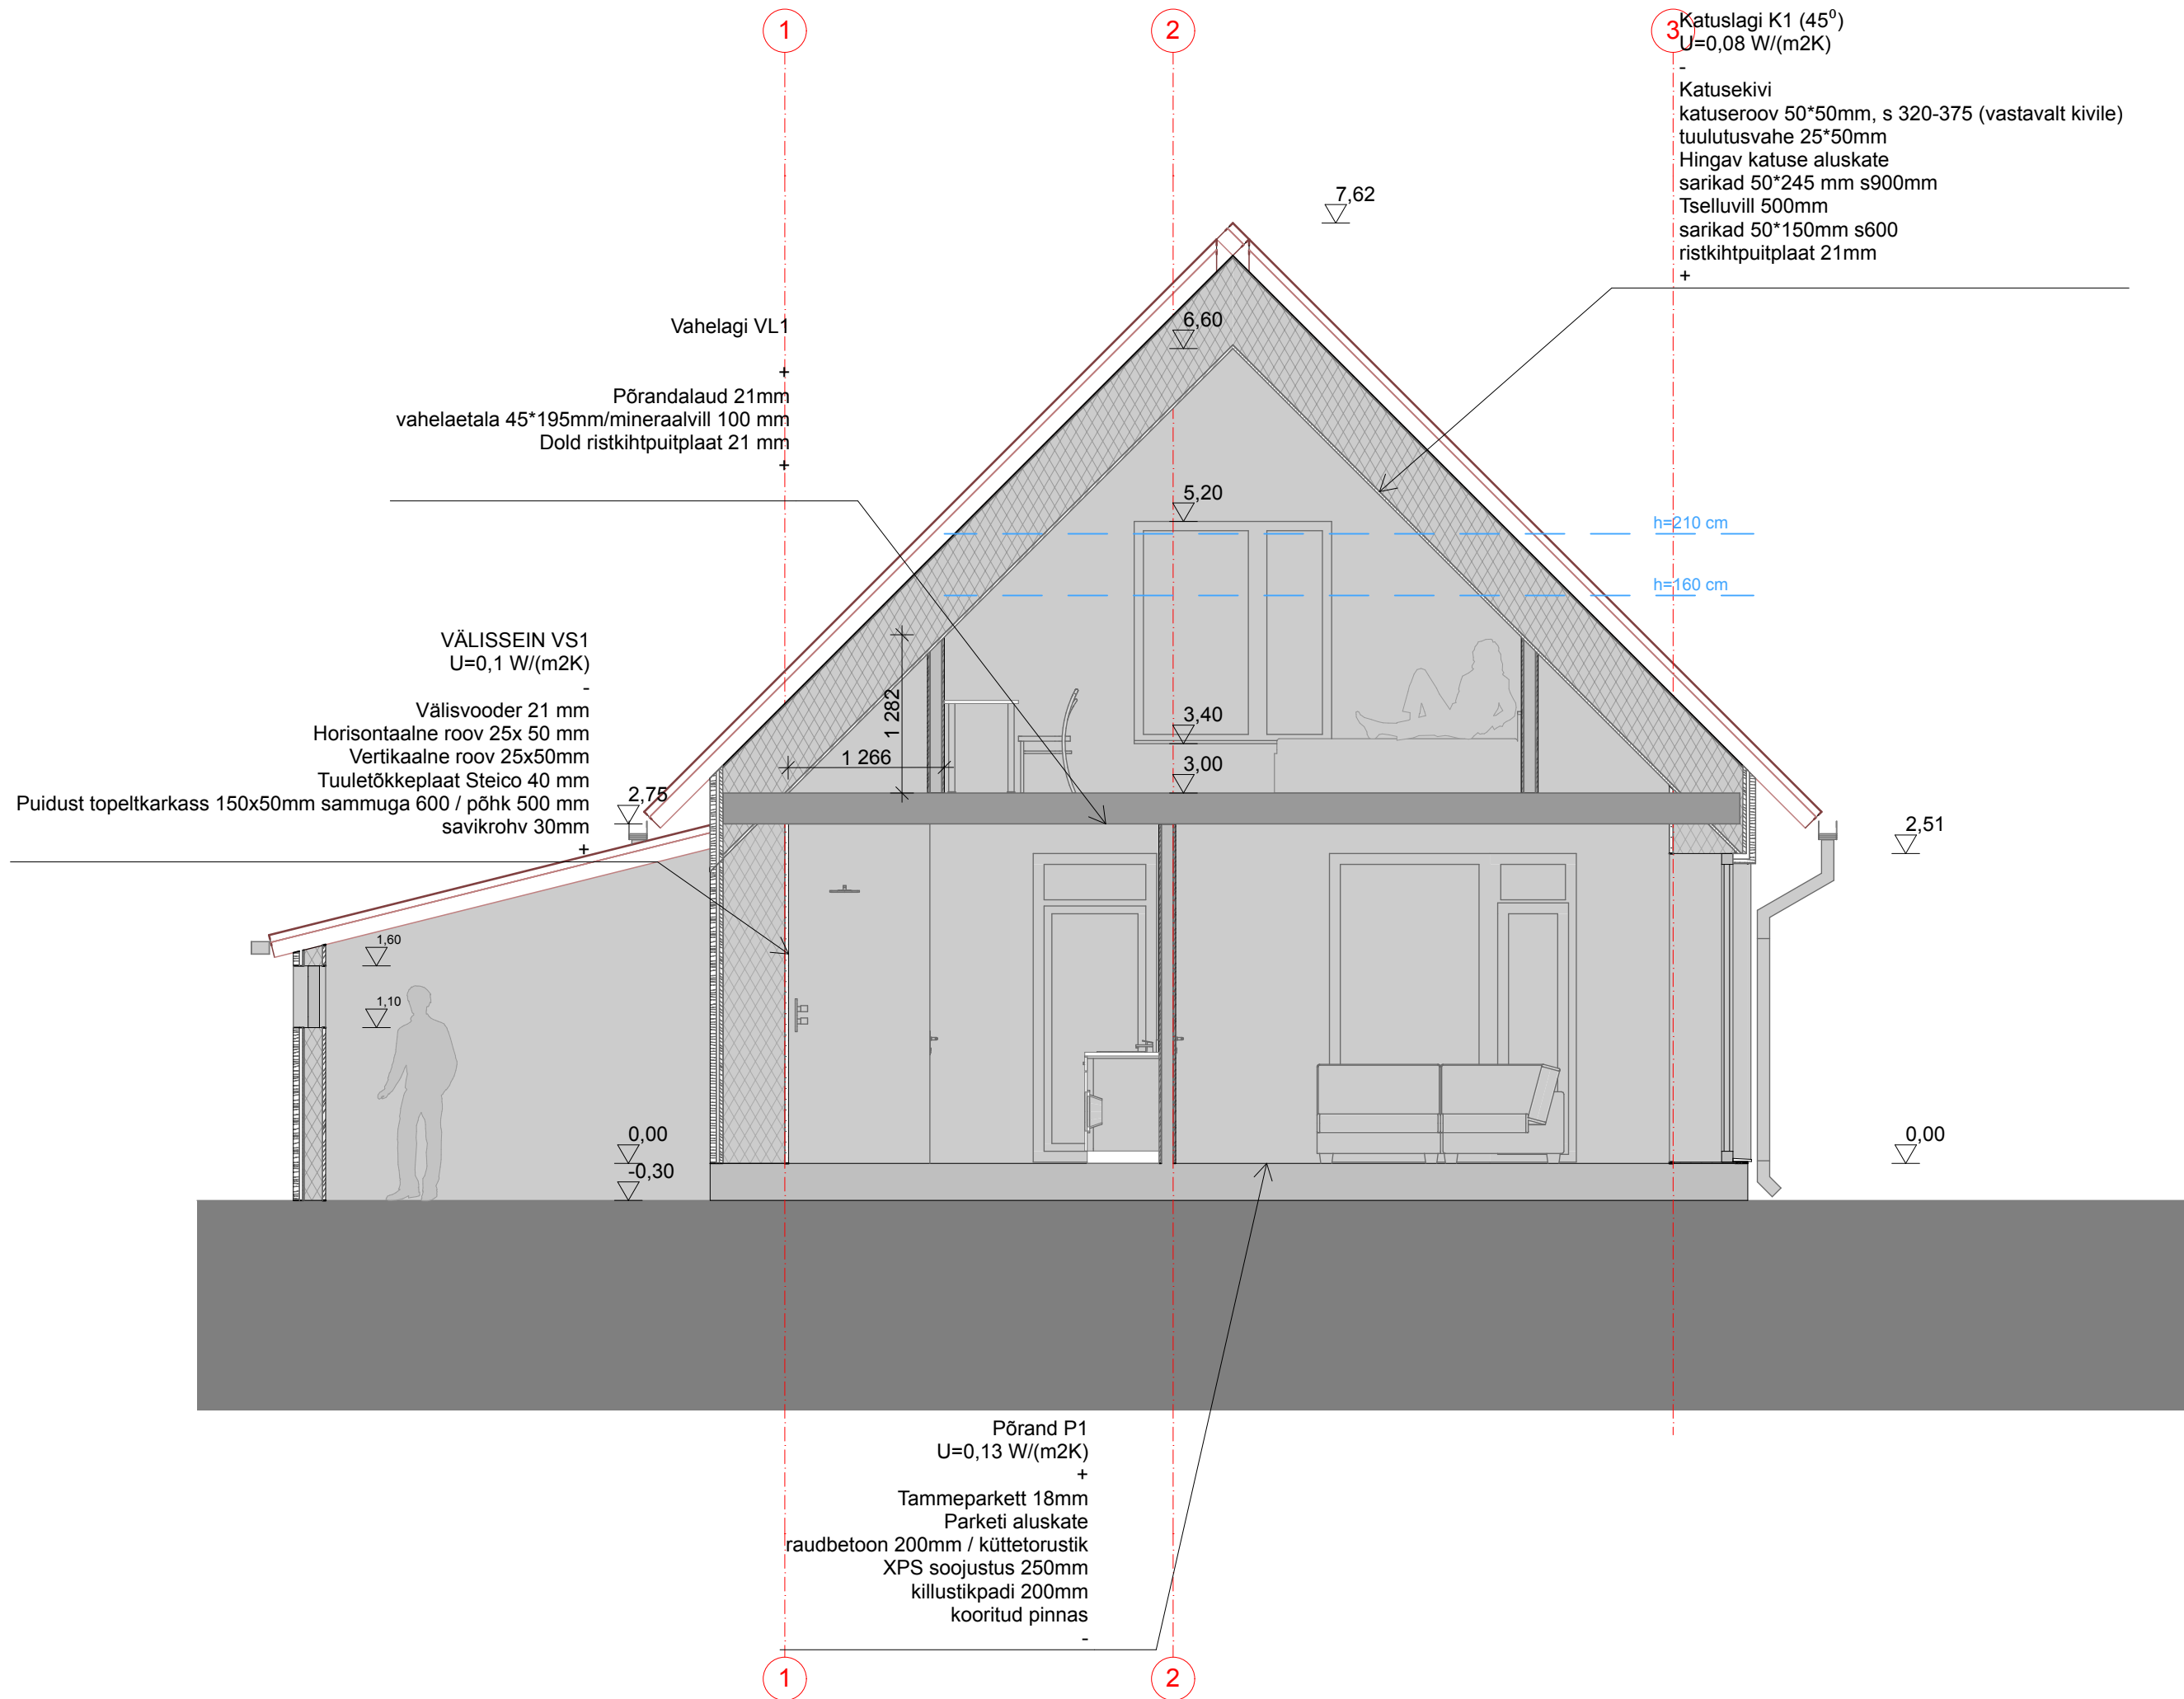 1
2
3
Katuslagi K1 (45⁰)
U=0,08 W/(m2K)
-
Katusekivi
katuseroov 50*50mm, s 320-375 (vastavalt kivile)
tuulutusvahe 25*50mm
Hingav katuse aluskate
sarikad 50*245 mm s900mm
Tselluvill 500mm
sarikad 50*150mm s600
ristkihtpuitplaat 21mm
+
7,62
Vahelagi VL1
+
Põrandalaud 21mm
vahelaetala 45*195mm/mineraalvill 100 mm
Dold ristkihtpuitplaat 21 mm
+
6,60
5,20
h=210 cm
h=160 cm
VÄLISSEIN VS1
U=0,1 W/(m2K)
-
Välisvooder 21 mm
Horisontaalne roov 25x 50 mm
Vertikaalne roov 25x50mm
Tuuletõkkeplaat Steico 40 mm
Puidust topeltkarkass 150x50mm sammuga 600 / põhk 500 mm
savikrohv 30mm
+
1 282
1 266
3,40
3,00
2,75
2,51
1,60
1,10
0,00
-0,30
0,00
Põrand P1
U=0,13 W/(m2K)
+
Tammeparkett 18mm
Parketi aluskate
raudbetoon 200mm / küttetorustik
XPS soojustus 250mm
killustikpadi 200mm
kooritud pinnas
-
1
2